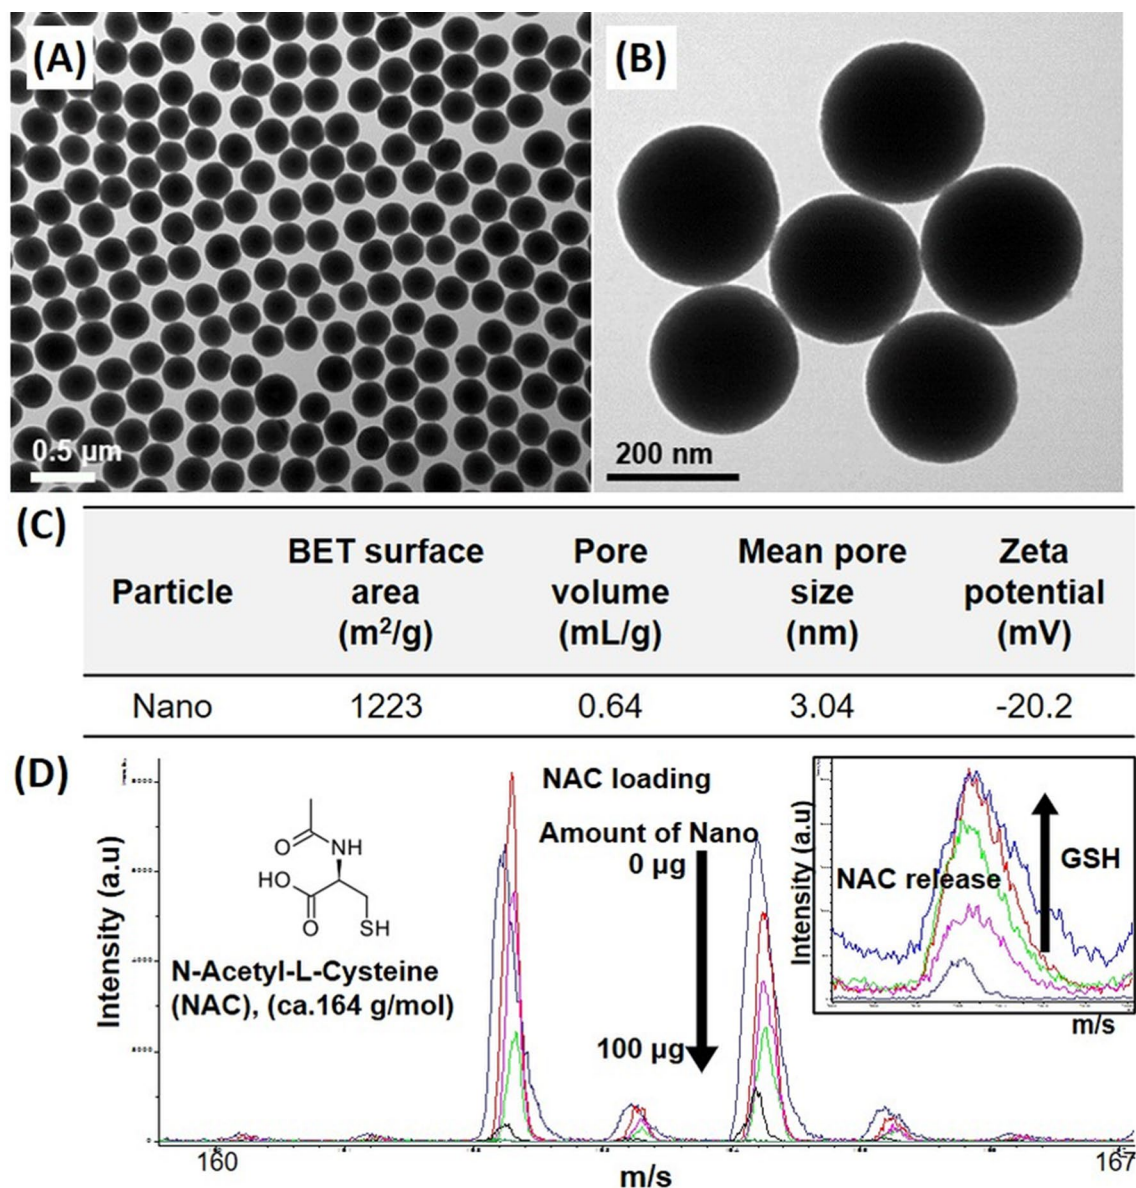 (A)
0.5 µm
(B)
200 nm
(C)
Particle
BET surface
area
(m²/g)
Pore
volume
(mL/g)
Mean pore
size
(nm)
Zeta
potential
(mV)
Nano
1223
0.64
3.04
-20.2
(D)
Intensity (a.u)
O
NH
HO
O
SH
N-Acetyl-L-Cysteine
(NAC), (ca.164 g/mol)
NAC loading
Amount of Nano
0 µg
100 µg
160
167
m/s
Intensity (a.u)
NAC release
GSH
m/s